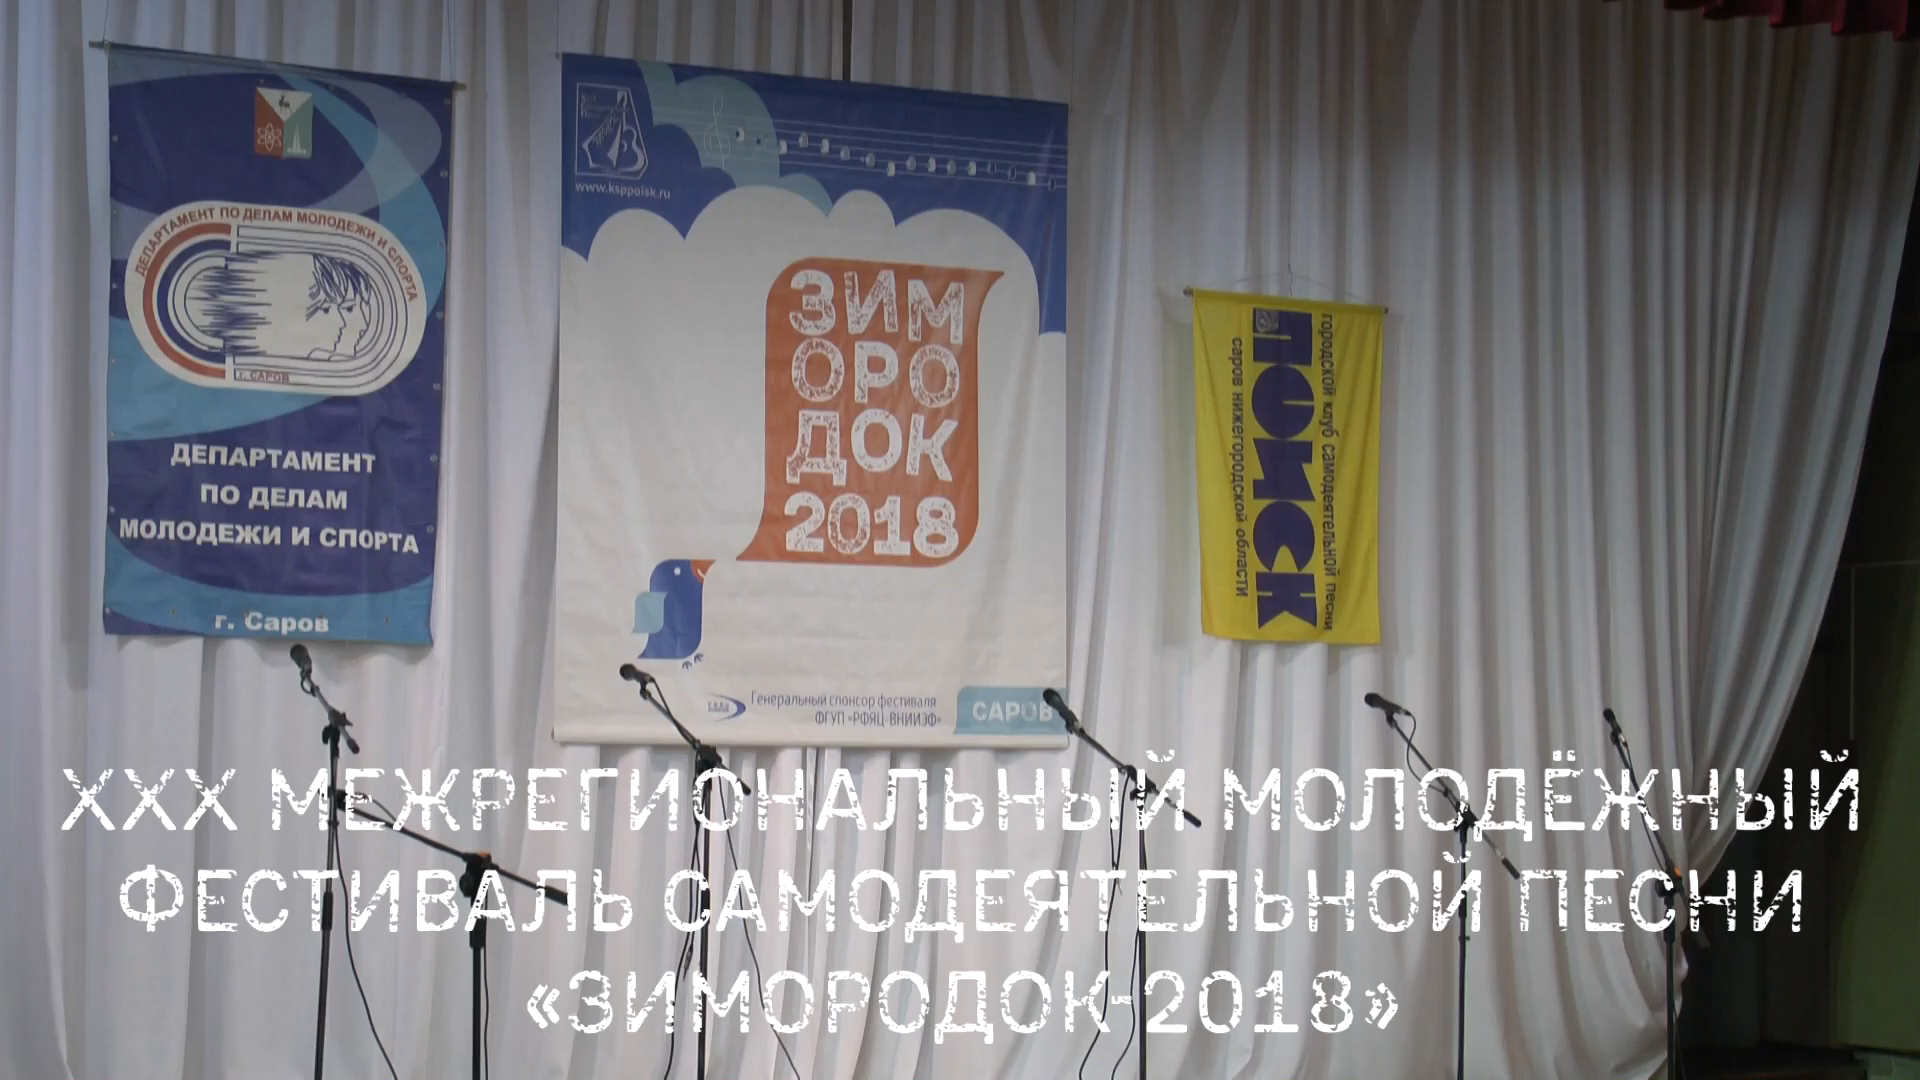 ДЕПАРТАМЕНТ ПО ДЕЛАМ МОЛОДЕЖИ И СПОРТА
г. САРОВ
ДЕПАРТАМЕНТ
ПО ДЕЛАМ
МОЛОДЕЖИ И СПОРТА
г. Саров
www.ksppoisk.ru
ЗИМ
ОРО
ДОК
2018
Генеральный спонсор фестиваля
ФГУП «РФЯЦ-ВНИИЭФ»
САРОВ
городской клуб самодеятельной песни
ПОИСК
саров нижегородской области
XXX МЕЖРЕГИОНАЛЬНЫЙ МОЛОДЁЖНЫЙ
ФЕСТИВАЛЬ САМОДЕЯТЕЛЬНОЙ ПЕСНИ
«ЗИМОРОДОК-2018»